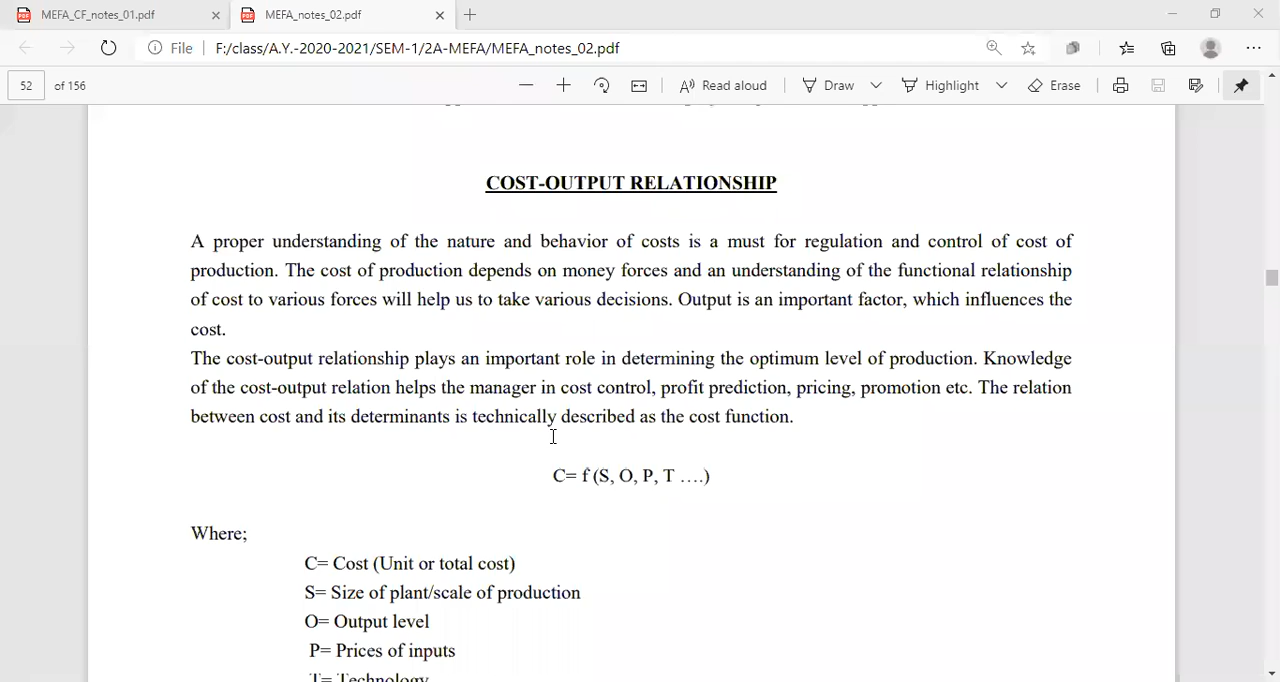 MEFA_CF_notes_01.pdf
MEFA_notes_02.pdf
File
F:/class/A.Y.-2020-2021/SEM-1/2A-MEFA/MEFA_notes_02.pdf
52 of 156
Read aloud
Draw
Highlight
Erase
COST-OUTPUT RELATIONSHIP
A proper understanding of the nature and behavior of costs is a must for regulation and control of cost of
production. The cost of production depends on money forces and an understanding of the functional relationship
of cost to various forces will help us to take various decisions. Output is an important factor, which influences the
cost.
The cost-output relationship plays an important role in determining the optimum level of production. Knowledge
of the cost-output relation helps the manager in cost control, profit prediction, pricing, promotion etc. The relation
between cost and its determinants is technically described as the cost function.
C= f (S, O, P, T ….)
Where;
C= Cost (Unit or total cost)
S= Size of plant/scale of production
O= Output level
P= Prices of inputs
T= Technology